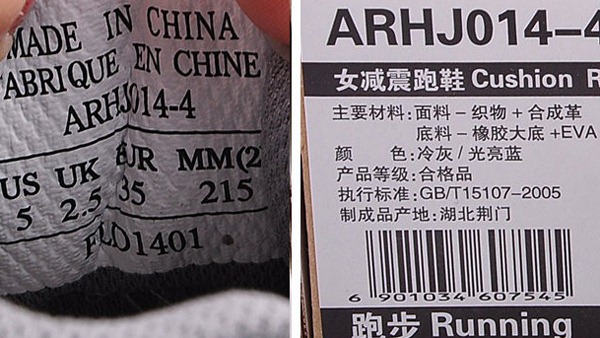 MADE IN CHINA
FABRIQUE EN CHINE
ARHJ014-4
US UK EUR MM(2
5 2.5 35 215
FLD1401
ARHJ014-4
女减震跑鞋 Cushion R
主要材料:面料-织物+合成革
底料-橡胶大底+EVA
颜 色:冷灰/光亮蓝
产品等级:合格品
执行标准:GB/T15107-2005
制成品产地:湖北荆门
6 901034 607545
跑步 Running